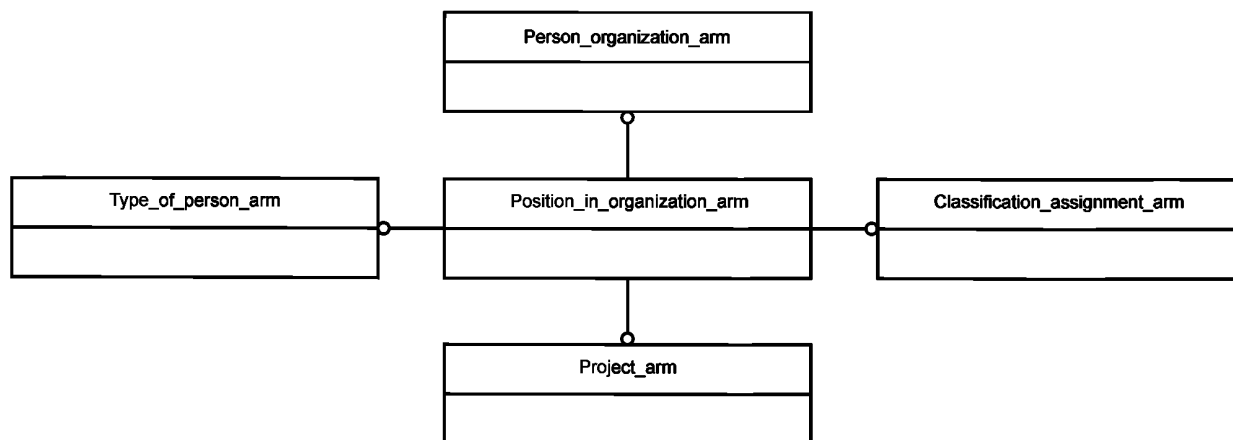 Person_organization_arm
Type_of_person_arm
Position_in_organization_arm
Classification_assignment_arm
Project_arm